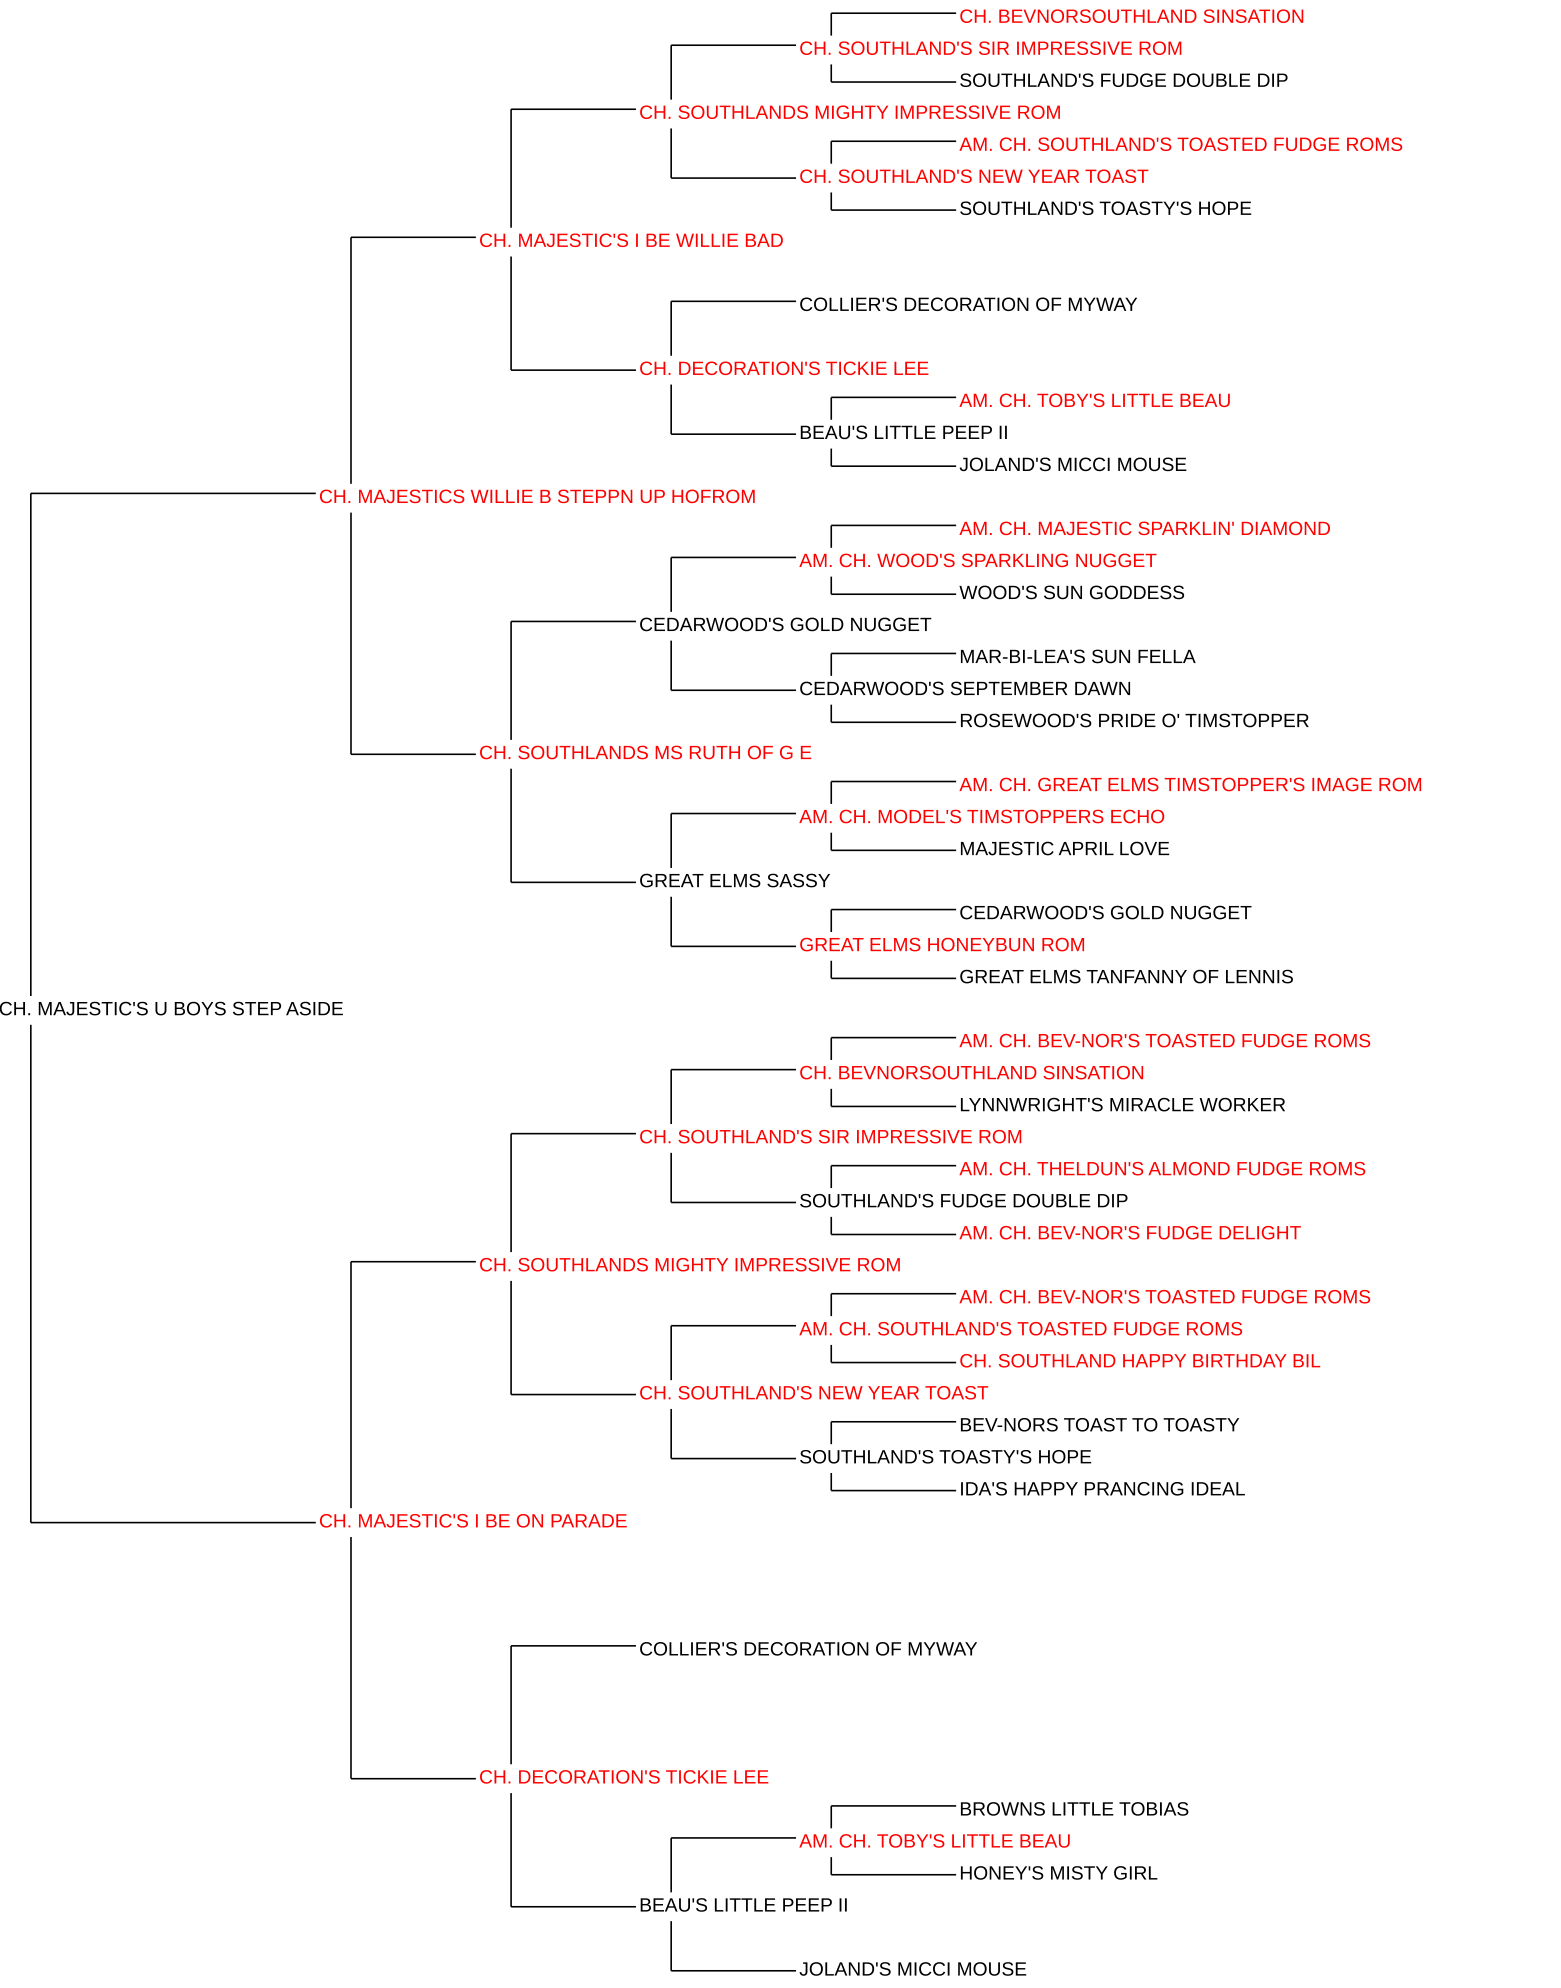 CH. BEVNORSOUTHLAND SINSATION
CH. SOUTHLAND'S SIR IMPRESSIVE ROM
SOUTHLAND'S FUDGE DOUBLE DIP
CH. SOUTHLANDS MIGHTY IMPRESSIVE ROM
AM. CH. SOUTHLAND'S TOASTED FUDGE ROMS
CH. SOUTHLAND'S NEW YEAR TOAST
SOUTHLAND'S TOASTY'S HOPE
CH. MAJESTIC'S I BE WILLIE BAD
COLLIER'S DECORATION OF MYWAY
CH. DECORATION'S TICKIE LEE
AM. CH. TOBY'S LITTLE BEAU
BEAU'S LITTLE PEEP II
JOLAND'S MICCI MOUSE
CH. MAJESTICS WILLIE B STEPPN UP HOFROM
AM. CH. MAJESTIC SPARKLIN' DIAMOND
AM. CH. WOOD'S SPARKLING NUGGET
WOOD'S SUN GODDESS
CEDARWOOD'S GOLD NUGGET
MAR-BI-LEA'S SUN FELLA
CEDARWOOD'S SEPTEMBER DAWN
ROSEWOOD'S PRIDE O' TIMSTOPPER
CH. SOUTHLANDS MS RUTH OF G E
AM. CH. GREAT ELMS TIMSTOPPER'S IMAGE ROM
AM. CH. MODEL'S TIMSTOPPERS ECHO
MAJESTIC APRIL LOVE
GREAT ELMS SASSY
CEDARWOOD'S GOLD NUGGET
GREAT ELMS HONEYBUN ROM
GREAT ELMS TANFANNY OF LENNIS
CH. MAJESTIC'S U BOYS STEP ASIDE
AM. CH. BEV-NOR'S TOASTED FUDGE ROMS
CH. BEVNORSOUTHLAND SINSATION
LYNNWRIGHT'S MIRACLE WORKER
CH. SOUTHLAND'S SIR IMPRESSIVE ROM
AM. CH. THELDUN'S ALMOND FUDGE ROMS
SOUTHLAND'S FUDGE DOUBLE DIP
AM. CH. BEV-NOR'S FUDGE DELIGHT
CH. SOUTHLANDS MIGHTY IMPRESSIVE ROM
AM. CH. BEV-NOR'S TOASTED FUDGE ROMS
AM. CH. SOUTHLAND'S TOASTED FUDGE ROMS
CH. SOUTHLAND HAPPY BIRTHDAY BIL
CH. SOUTHLAND'S NEW YEAR TOAST
BEV-NORS TOAST TO TOASTY
SOUTHLAND'S TOASTY'S HOPE
IDA'S HAPPY PRANCING IDEAL
CH. MAJESTIC'S I BE ON PARADE
COLLIER'S DECORATION OF MYWAY
CH. DECORATION'S TICKIE LEE
BROWNS LITTLE TOBIAS
AM. CH. TOBY'S LITTLE BEAU
HONEY'S MISTY GIRL
BEAU'S LITTLE PEEP II
JOLAND'S MICCI MOUSE